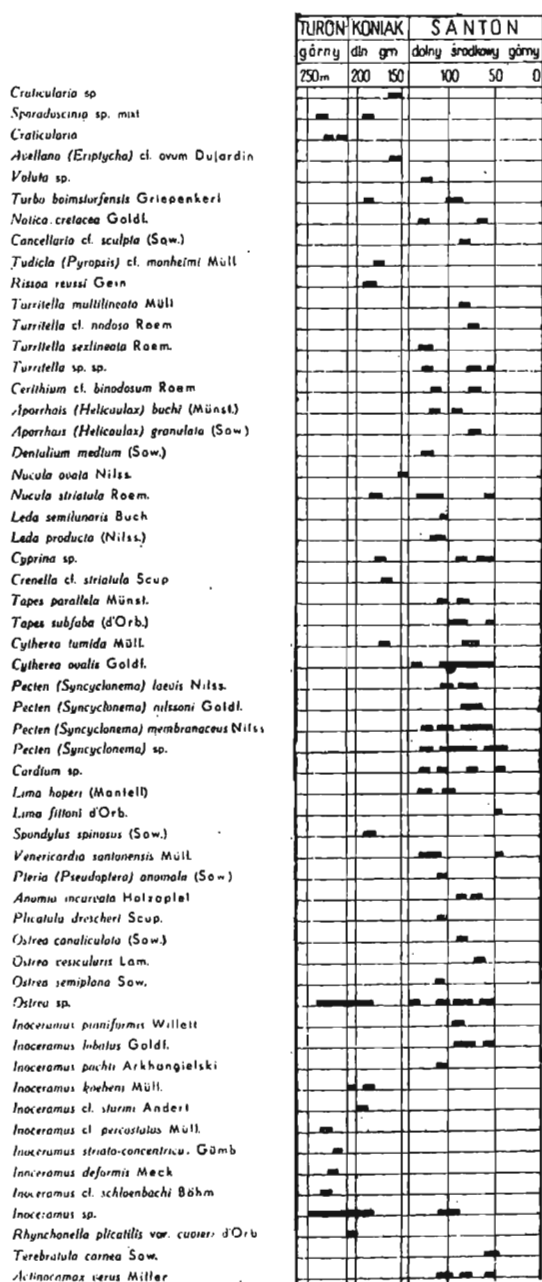 TURON KONIAK SANTON
górny dln grn dolny środkowy górny
250m 200 150 100 50 0
Craticularia sp
Sporadoscinia sp. mixt
Craticularia
Avellana (Eriptycha) cf. ovum Dujardin
Voluta sp.
Turbo boimstorfensis Griepenkerl
Natica cretacea Goldf.
Cancellaria cf. sculpta (Sow.)
Tudicla (Pyropsis) cf. monheimi Müll
Rissoa reussi Gein
Turritella multilineata Müll
Turritella cf. nodosa Roem
Turritella sexlineata Roem.
Turritella sp. sp.
Cerithium cf. binodosum Roem
Aporrhais (Helicaulax) buchi (Münst.)
Aporrhais (Helicaulax) granulata (Sow)
Dentalium medium (Sow.)
Nucula ovata Nilss.
Nucula striatula Roem.
Leda semilunaris Buch
Leda producta (Nilss.)
Cyprina sp.
Crenella cf. striatula Scup
Tapes parallela Münst.
Tapes subfaba (d'Orb.)
Cytherea tumida Müll.
Cytherea ovalis Goldf.
Pecten (Syncyclonema) laevis Nilss.
Pecten (Syncyclonema) nilssoni Goldf.
Pecten (Syncyclonema) membranaceus Nilss
Pecten (Syncyclonema) sp.
Cardium sp.
Lima hoperi (Mantell)
Lima fittoni d'Orb.
Spondylus spinosus (Sow.)
Venericardia santonensis Müll.
Pteria (Pseudoptera) anomala (Sow)
Anomia incurvata Holzapfel
Plicatula drescheri Scup.
Ostrea canaliculata (Sow.)
Ostrea vesicularis Lam.
Ostrea semiplana Sow.
Ostrea sp.
Inoceramus pinniformis Willett
Inoceramus lobatus Goldf.
Inoceramus pachti Arkhangielski
Inoceramus koeheni Müll.
Inoceramus cf. sturmi Andert
Inoceramus cf percostatus Müll.
Inoceramus striato-concentricu. Gümb
Inoceramus deformis Meck
Inoceramus cf. schloenbachi Böhm
Inoceramus sp.
Rhynchonella plicatilis var. cuvieri d'Orb
Terebratula carnea Sow.
Actinocamax verus Miller